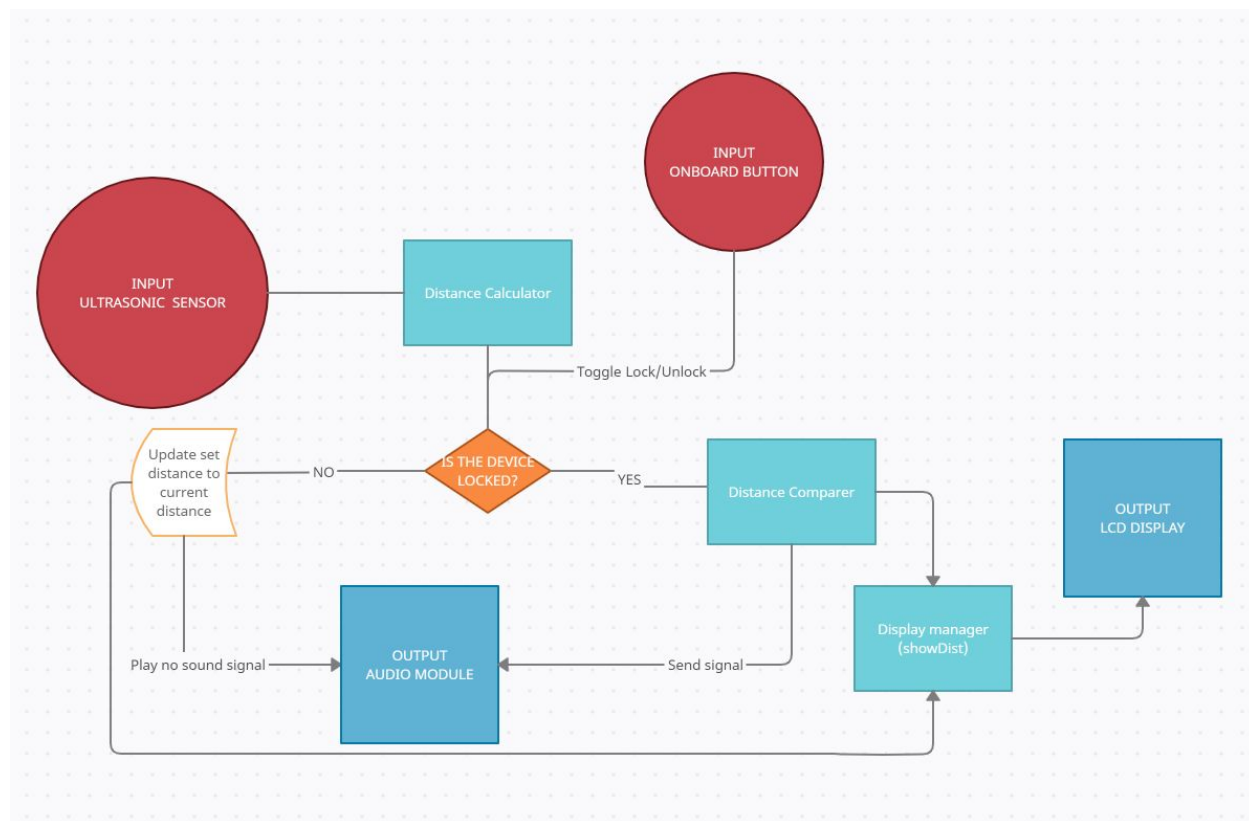 INPUT
ONBOARD BUTTON
INPUT
ULTRASONIC SENSOR
Distance Calculator
Toggle Lock/Unlock
Update set
distance to
current
distance
NO
IS THE DEVICE
LOCKED?
YES
Distance Comparer
OUTPUT
LCD DISPLAY
Play no sound signal
OUTPUT
AUDIO MODULE
Send signal
Display manager
(showDist)